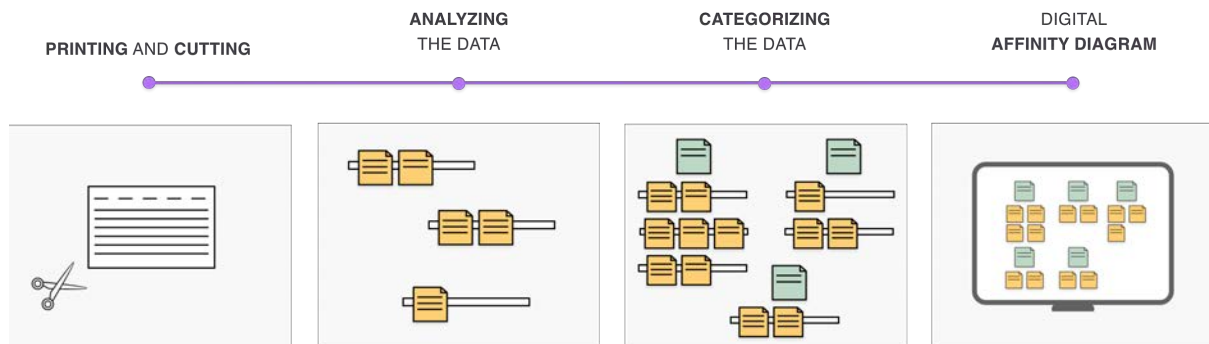 PRINTING AND CUTTING
ANALYZING
THE DATA
CATEGORIZING
THE DATA
DIGITAL
AFFINITY DIAGRAM